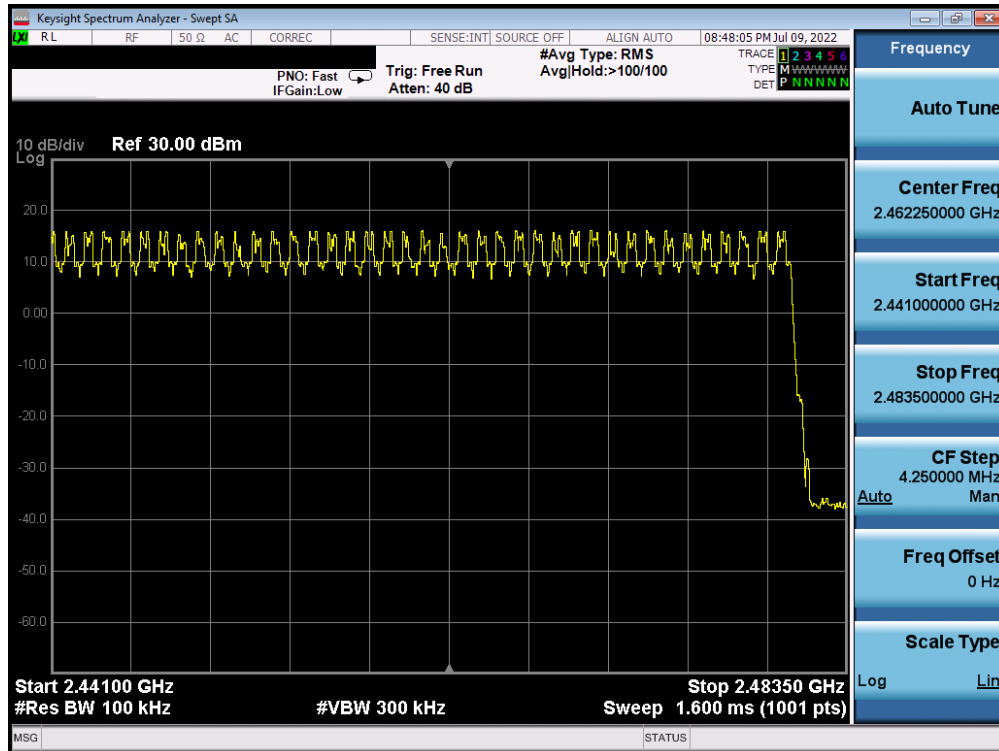 Keysight Spectrum Analyzer - Swept SA
LXI RL RF 50 Ω AC CORREC SENSE:INT SOURCE OFF ALIGN AUTO 08:48:05 PM Jul 09, 2022
PNO: Fast
IFGain:Low
Trig: Free Run
Atten: 40 dB
#Avg Type: RMS
Avg|Hold:>100/100
TRACE 1 2 3 4 5 6
TYPE M WWWWW
DET P N N N N N
10 dB/div
Log
Ref 30.00 dBm
20.0
10.0
0.00
-10.0
-20.0
-30.0
-40.0
-50.0
-60.0
Start 2.44100 GHz
Stop 2.48350 GHz
#Res BW 100 kHz
#VBW 300 kHz
Sweep 1.600 ms (1001 pts)
MSG
STATUS
Frequency
Auto Tune
Center Freq
2.462250000 GHz
Start Freq
2.441000000 GHz
Stop Freq
2.483500000 GHz
CF Step
4.250000 MHz
Auto Man
Freq Offset
0 Hz
Scale Type
Log Lin